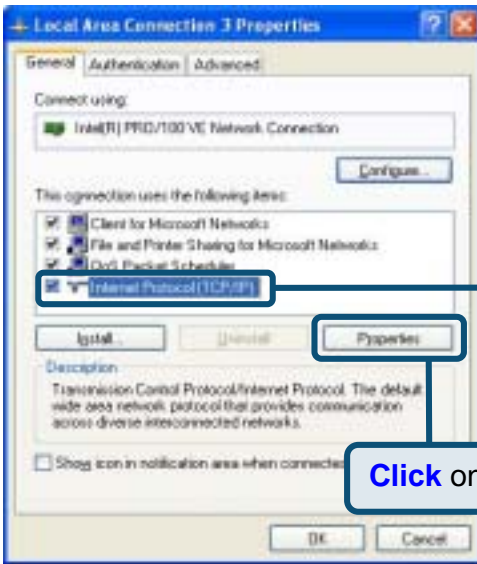 Local Area Connection 3 Properties
General Authentication Advanced
Connect using:
Intel(R) PRO/100 VE Network Connection
Configure...
This connection uses the following items:
Client for Microsoft Networks
File and Printer Sharing for Microsoft Networks
QoS Packet Scheduler
Internet Protocol (TCP/IP)
Install... Uninstall Properties
Description
Transmission Control Protocol/Internet Protocol. The default
wide area network protocol that provides communication
across diverse interconnected networks.
Show icon in notification area when connected
Click on
OK Cancel